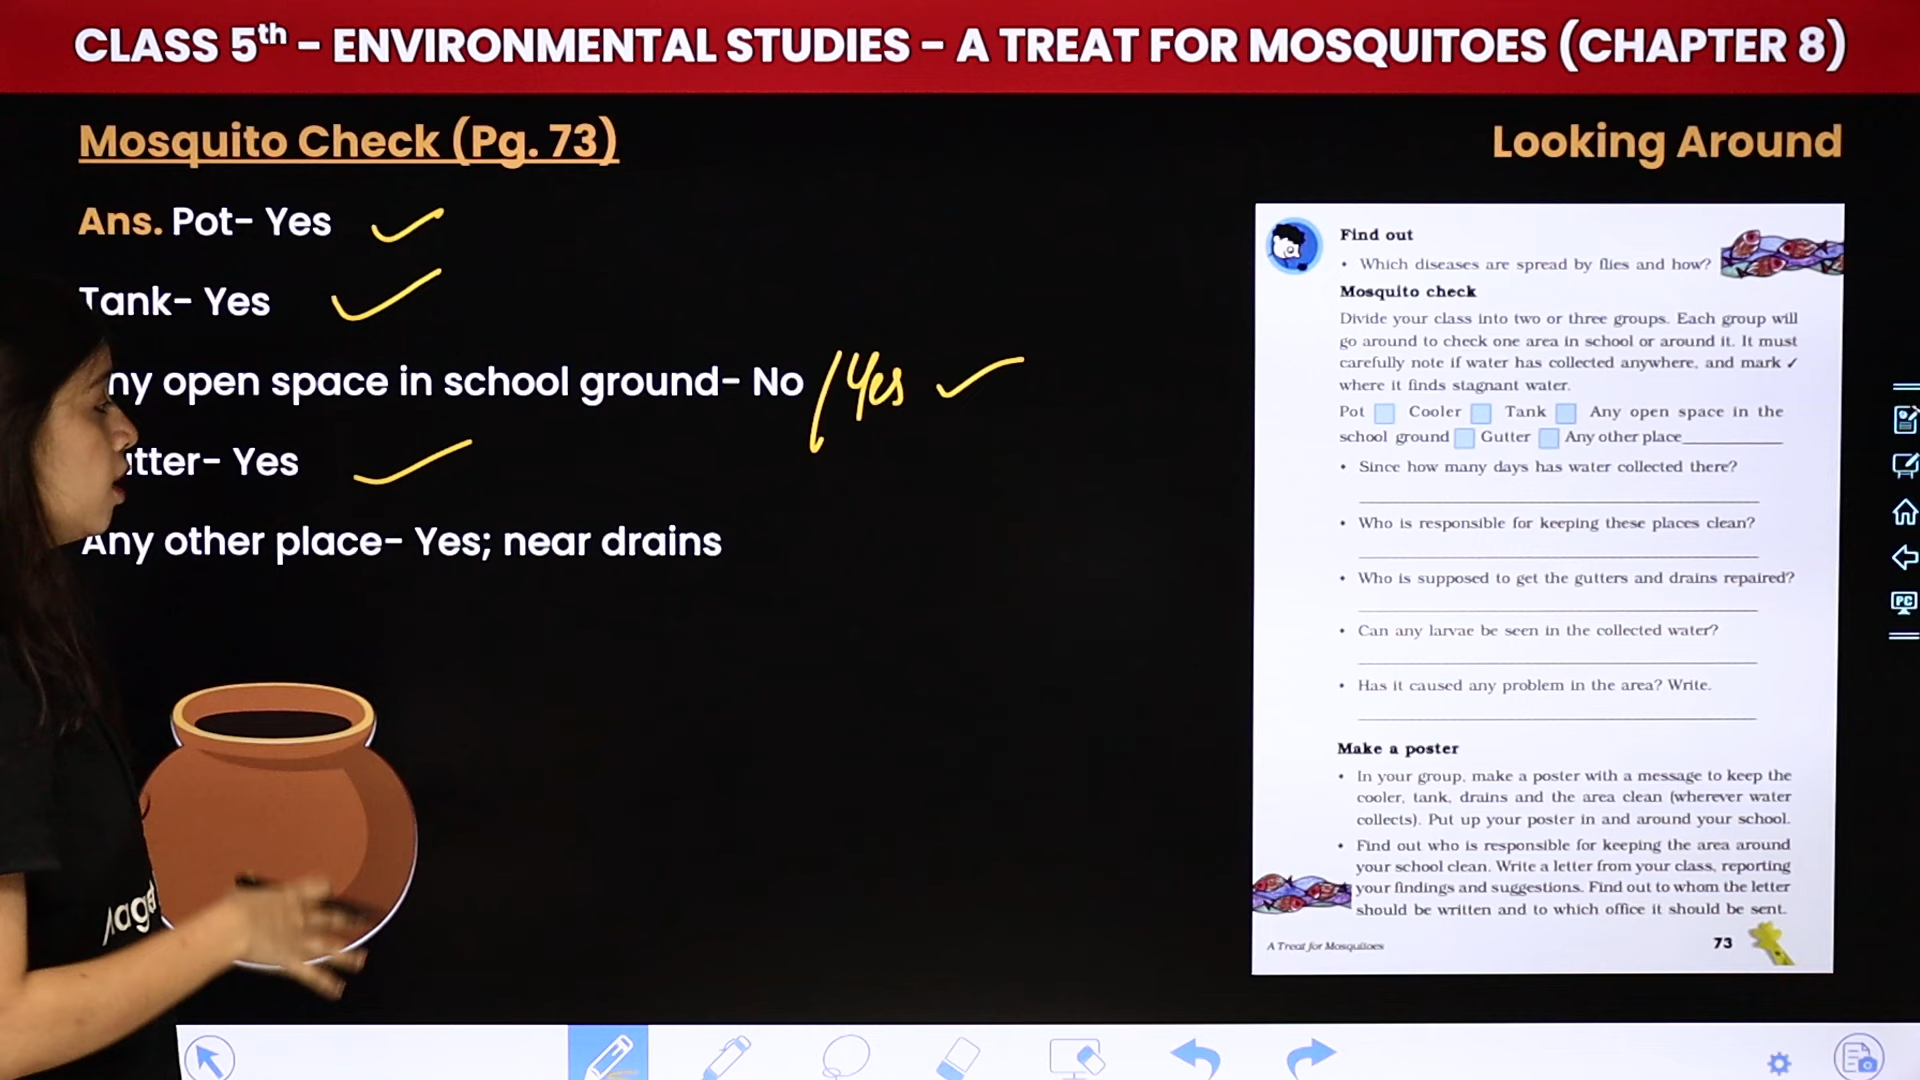 CLASS 5th – ENVIRONMENTAL STUDIES – A TREAT FOR MOSQUITOES (CHAPTER 8)
Mosquito Check (Pg. 73)
Looking Around
Ans. Pot- Yes
Tank- Yes
ny open space in school ground- No / Yes
tter- Yes
Any other place- Yes; near drains
Find out
• Which diseases are spread by flies and how?
Mosquito check
Divide your class into two or three groups. Each group will
go around to check one area in school or around it. It must
carefully note if water has collected anywhere, and mark ✓
where it finds stagnant water.
Pot Cooler Tank Any open space in the
school ground Gutter Any other place____________
• Since how many days has water collected there?
• Who is responsible for keeping these places clean?
• Who is supposed to get the gutters and drains repaired?
• Can any larvae be seen in the collected water?
• Has it caused any problem in the area? Write.
Make a poster
• In your group, make a poster with a message to keep the
cooler, tank, drains and the area clean (wherever water
collects). Put up your poster in and around your school.
• Find out who is responsible for keeping the area around
your school clean. Write a letter from your class, reporting
your findings and suggestions. Find out to whom the letter
should be written and to which office it should be sent.
A Treat for Mosquitoes
73
PC